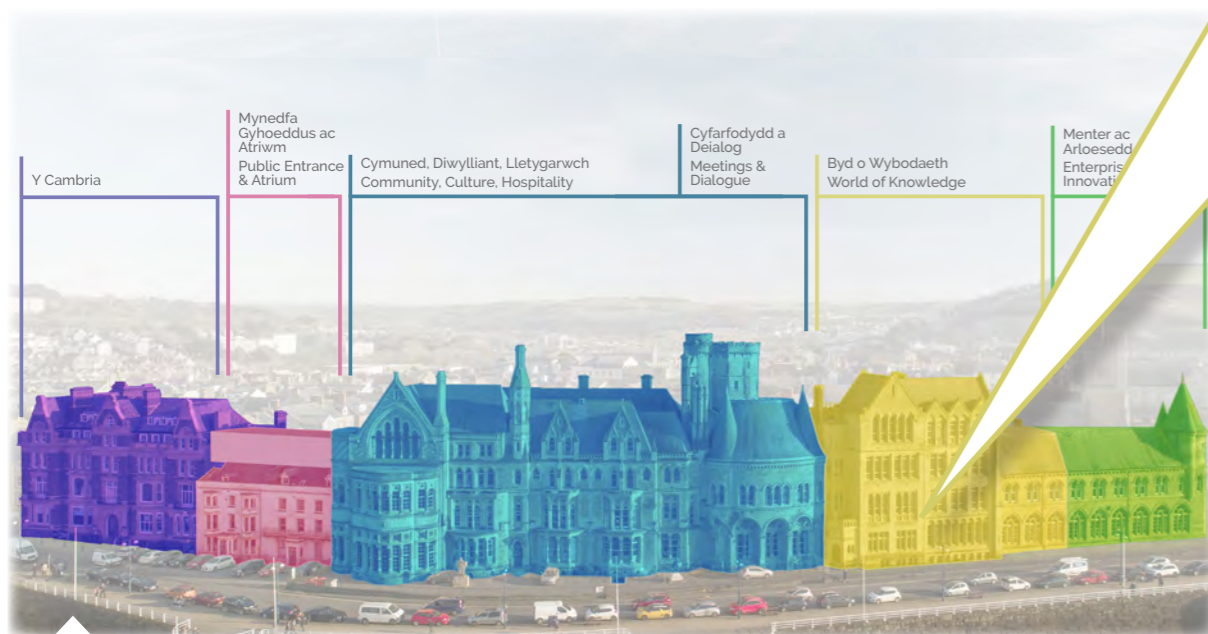 Y Cambria
Mynedfa
Gyhoeddus ac
Atriwm
Public Entrance
& Atrium
Cymuned, Diwylliant, Lletygarwch
Community, Culture, Hospitality
Cyfarfodydd a
Deialog
Meetings &
Dialogue
Byd o Wybodaeth
World of Knowledge
Menter ac